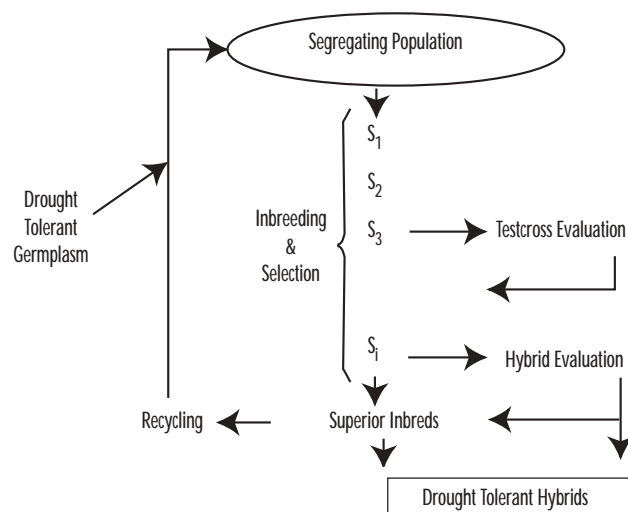 Segregating Population
S1
S2
S3
Si
Inbreeding
&
Selection
Drought
Tolerant
Germplasm
Testcross Evaluation
Hybrid Evaluation
Recycling
Superior Inbreds
Drought Tolerant Hybrids